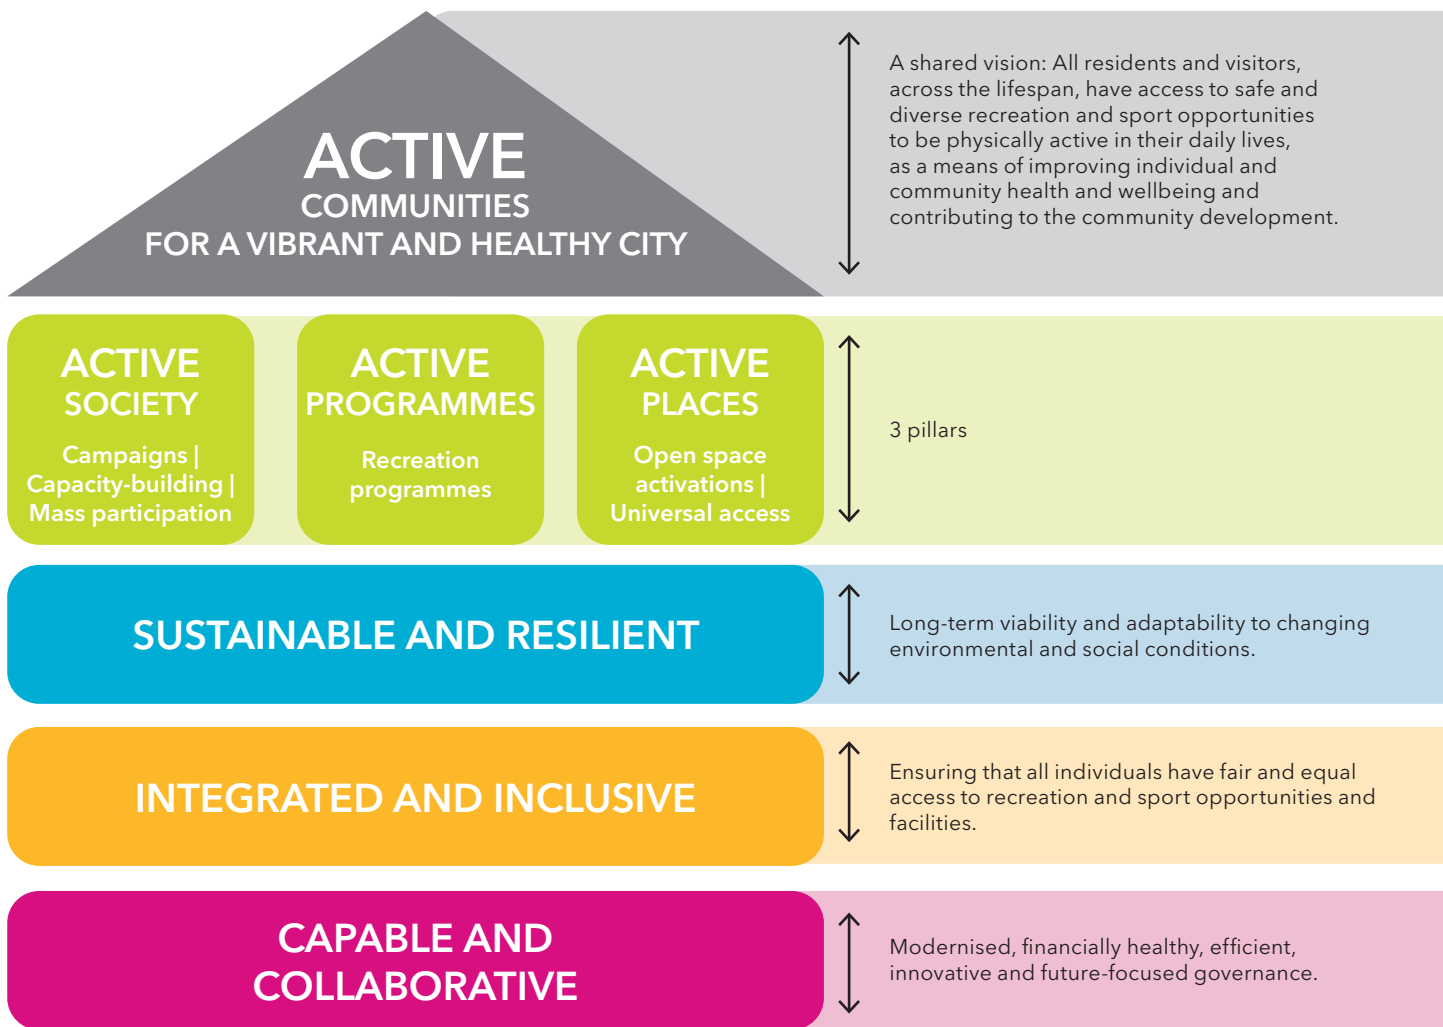 ACTIVE
COMMUNITIES
FOR A VIBRANT AND HEALTHY CITY
A shared vision: All residents and visitors,
across the lifespan, have access to safe and
diverse recreation and sport opportunities
to be physically active in their daily lives,
as a means of improving individual and
community health and wellbeing and
contributing to the community development.
ACTIVE
SOCIETY
Campaigns |
Capacity-building |
Mass participation
ACTIVE
PROGRAMMES
Recreation
programmes
ACTIVE
PLACES
Open space
activations |
Universal access
3 pillars
SUSTAINABLE AND RESILIENT
Long-term viability and adaptability to changing
environmental and social conditions.
INTEGRATED AND INCLUSIVE
Ensuring that all individuals have fair and equal
access to recreation and sport opportunities and
facilities.
CAPABLE AND
COLLABORATIVE
Modernised, financially healthy, efficient,
innovative and future-focused governance.